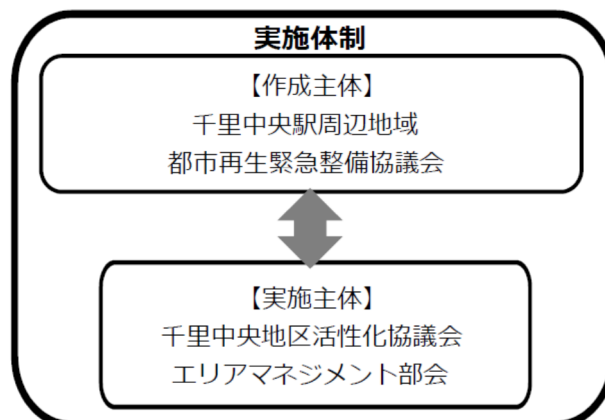 実施体制
【作成主体】
千里中央駅周辺地域
都市再生緊急整備協議会
【実施主体】
千里中央地区活性化協議会
エリアマネジメント部会